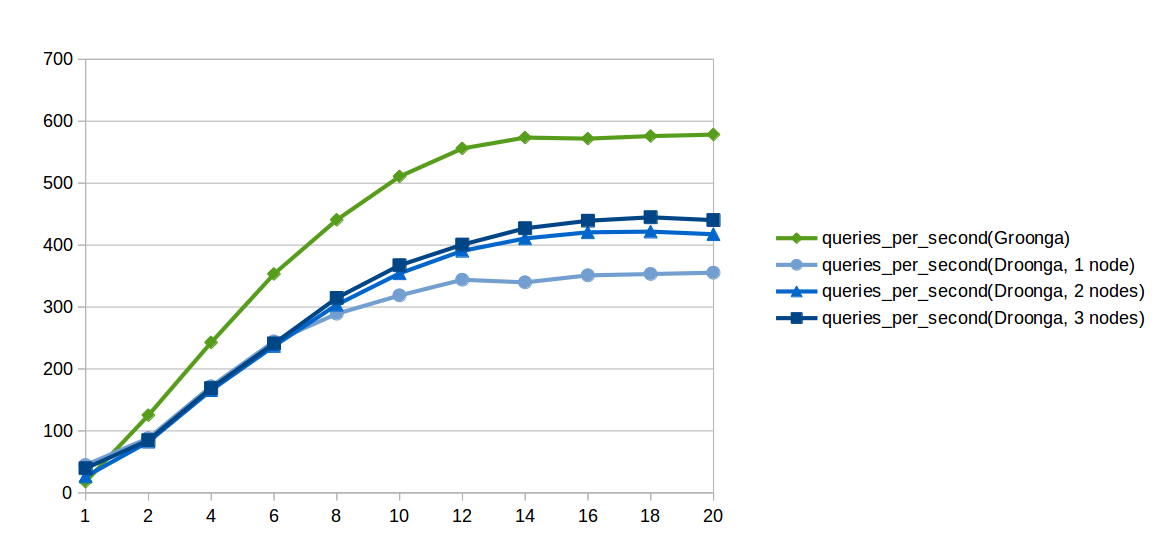 700
600
500
400
300
200
100
0
1 2 4 6 8 10 12 14 16 18 20
queries_per_second(Groonga)
queries_per_second(Droonga, 1 node)
queries_per_second(Droonga, 2 nodes)
queries_per_second(Droonga, 3 nodes)